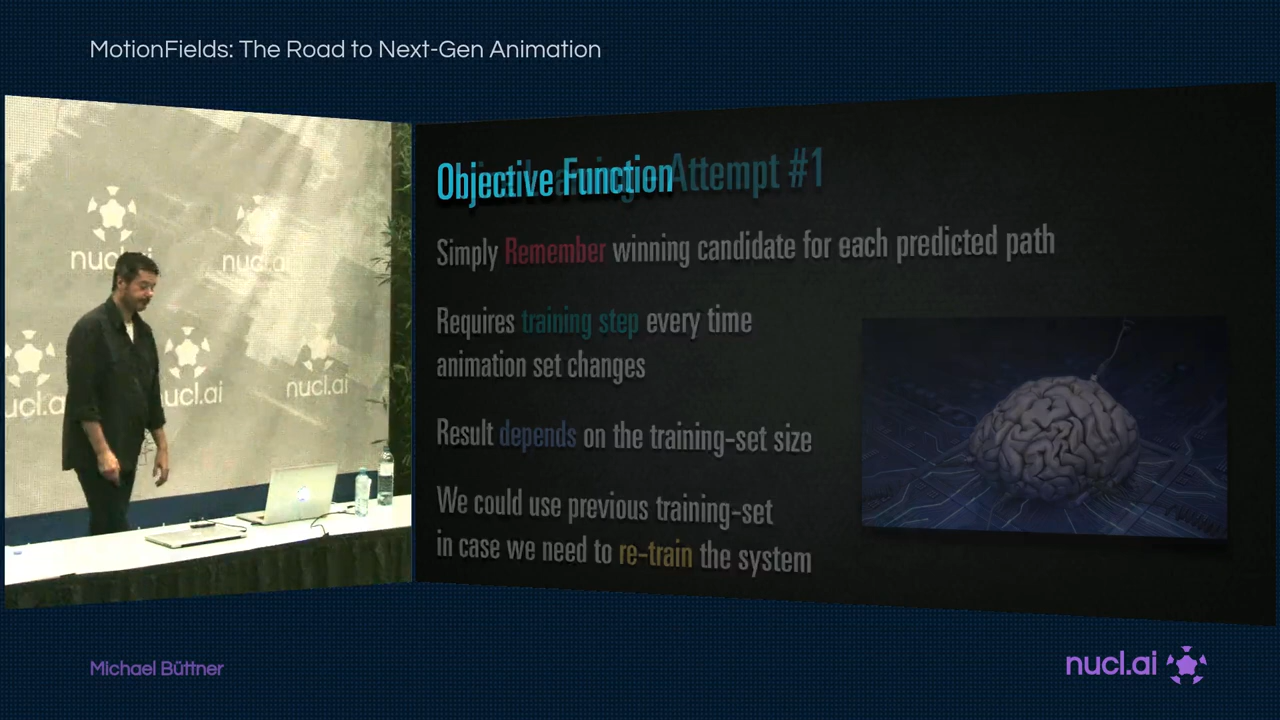 MotionFields: The Road to Next-Gen Animation
nucl.ai
nucl.ai
nucl.ai
nucl.ai
Objective Function
Attempt #1
Simply Remember winning candidate for each predicted path
Requires training step every time
animation set changes
Result depends on the training-set size
We could use previous training-set
in case we need to re-train the system
Michael Büttner
nucl.ai